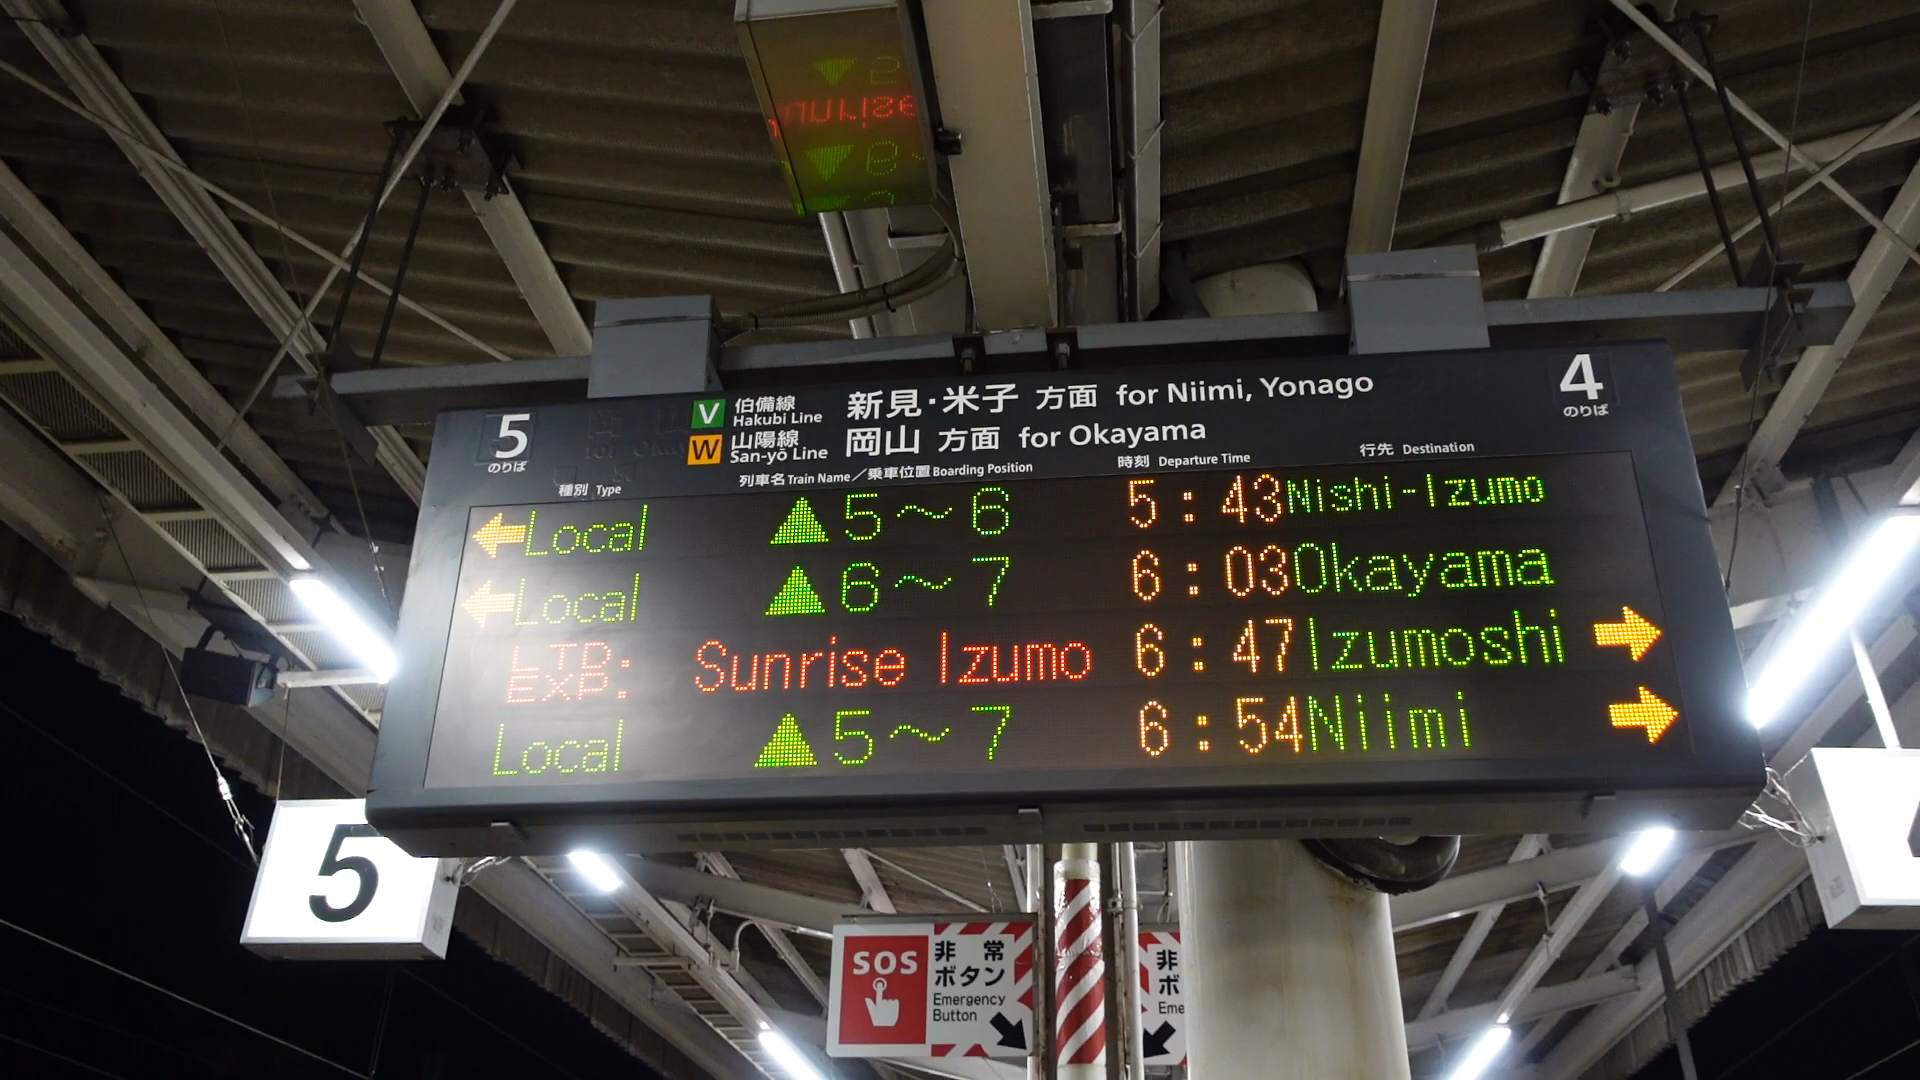 5
のりば
V 伯備線 新見・米子 方面 for Niimi, Yonago
Hakubi Line
W 山陽線 岡山 方面 for Okayama
San-yō Line
4
のりば
種別 Type 列車名 Train Name／乗車位置 Boarding Position 時刻 Departure Time 行先 Destination
← Local ▲5～6 5:43 Nishi-Izumo
← Local ▲6～7 6:03 Okayama
LTD. EXP. Sunrise Izumo 6:47 Izumoshi →
Local ▲5～7 6:54 Niimi →
5
SOS
非常
ボタン
Emergency
Button
非
ボ
Eme